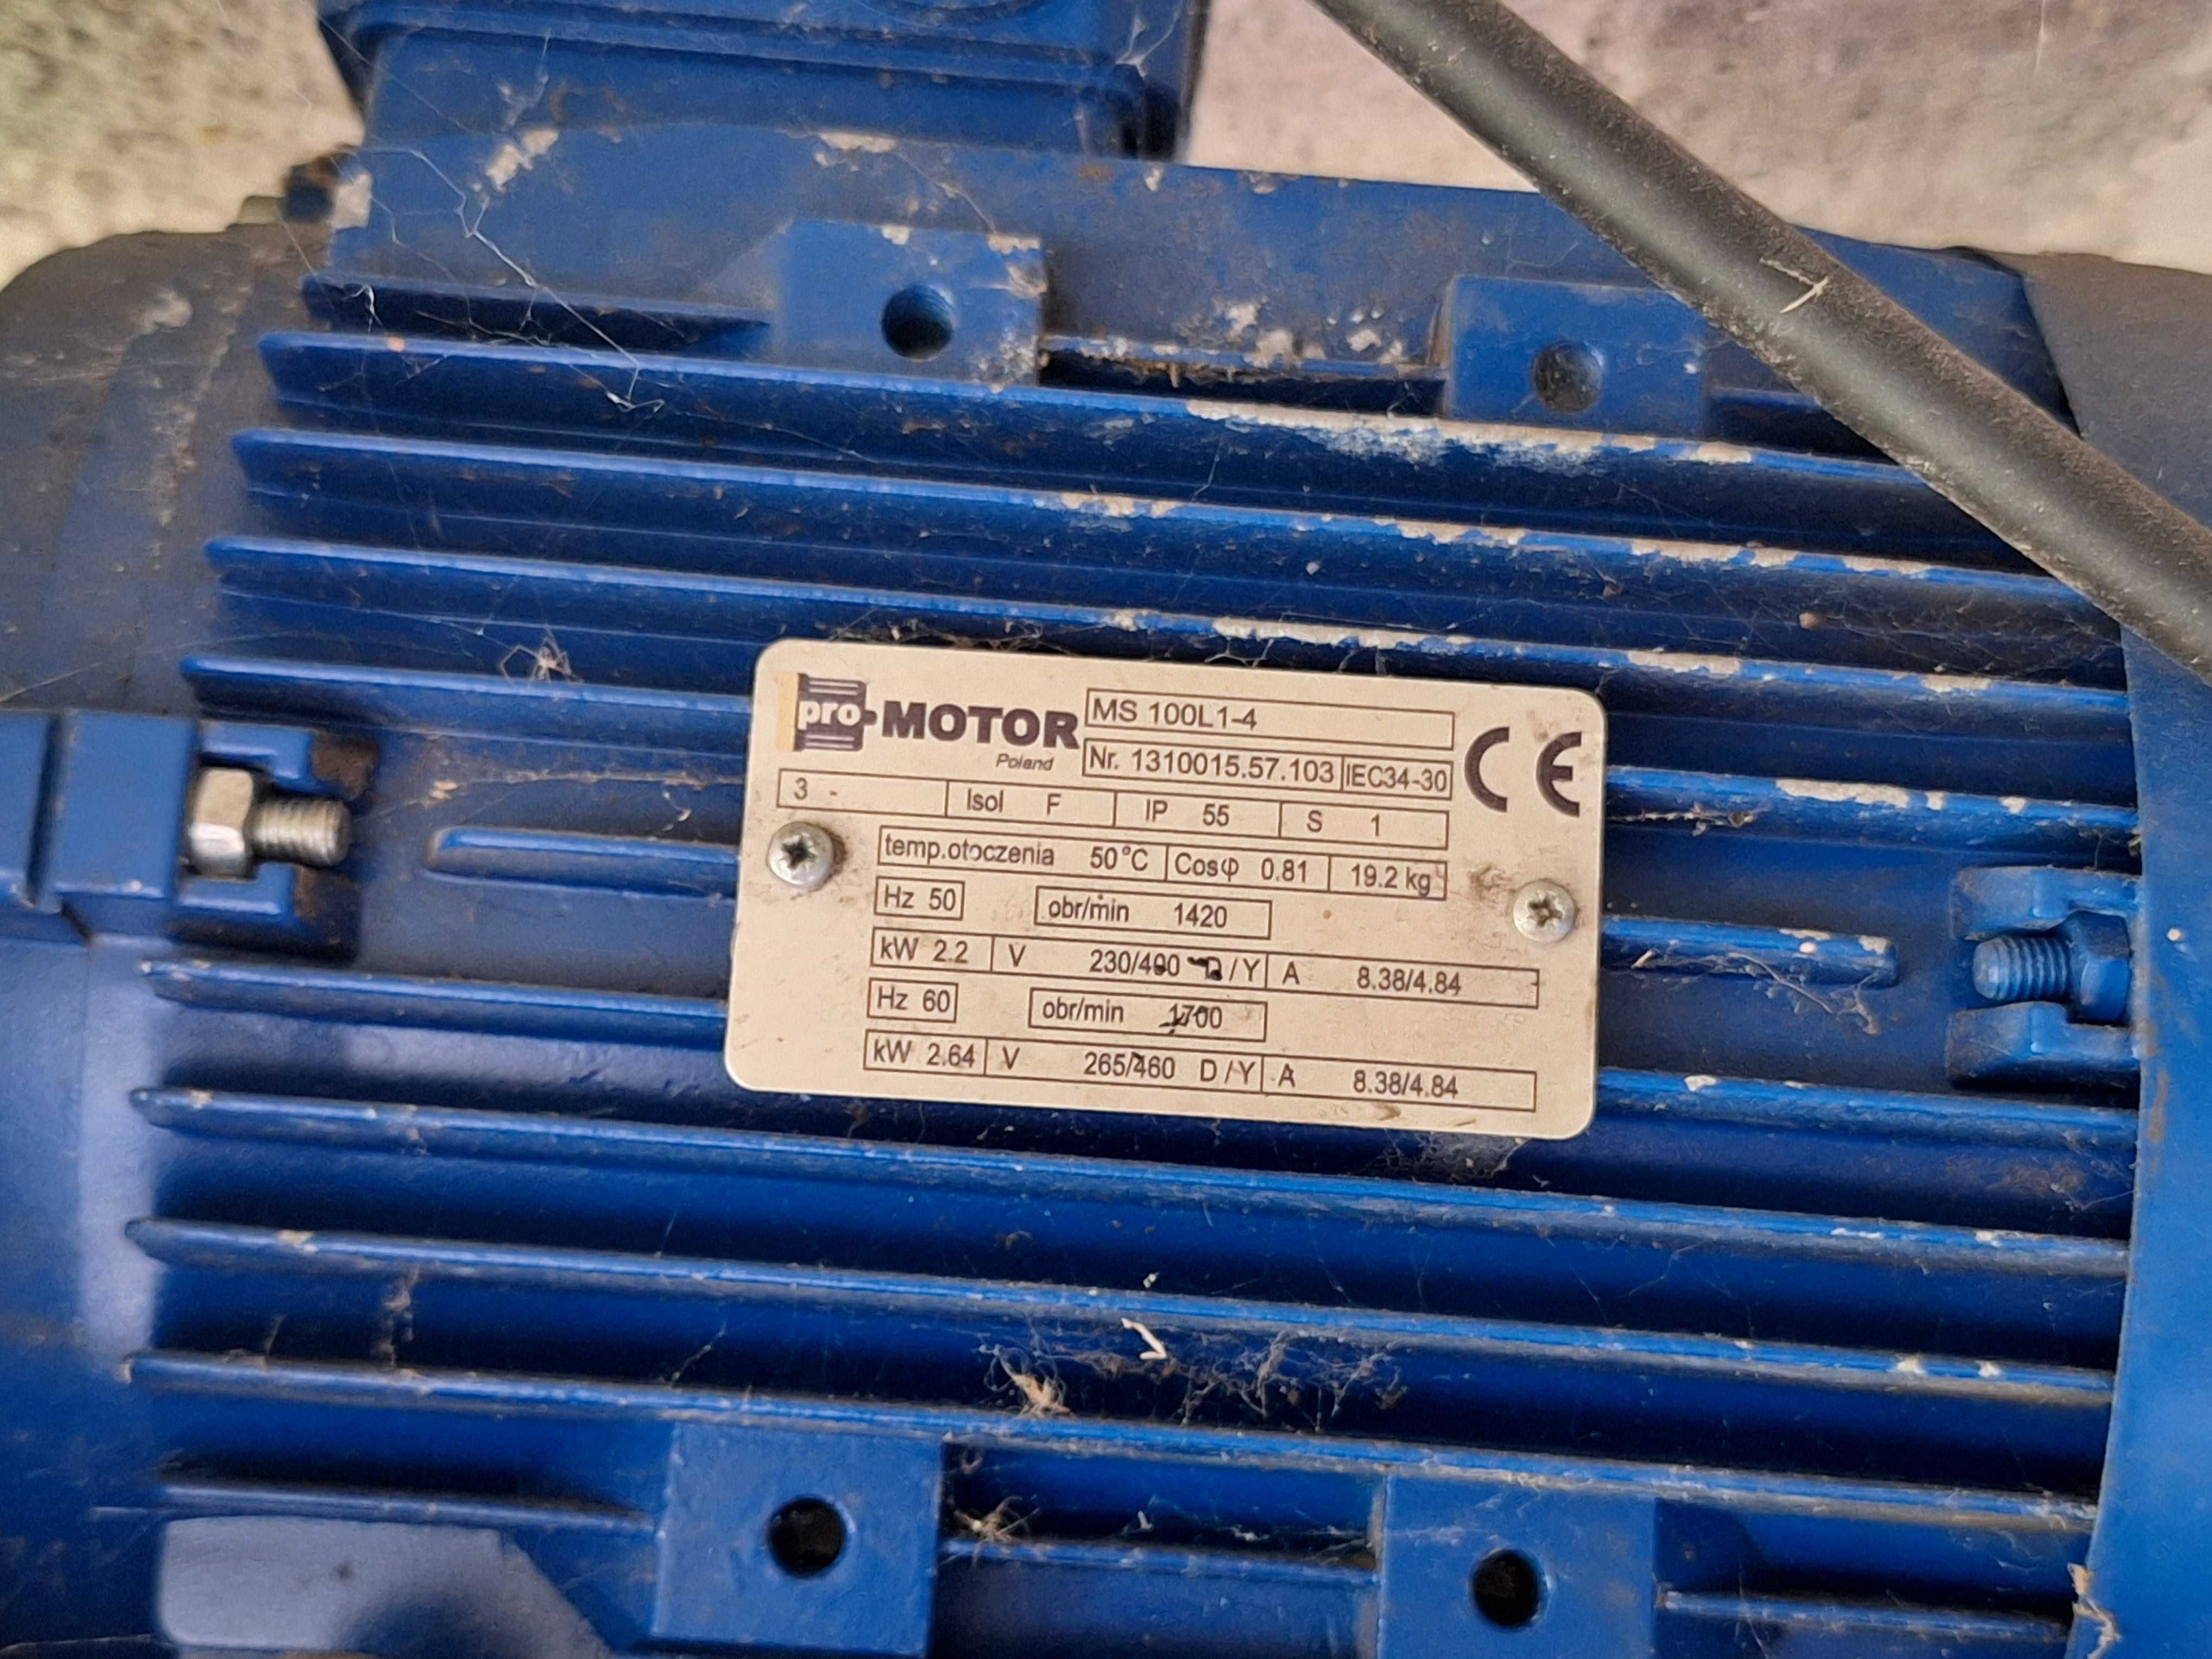 pro-MOTOR
Poland
MS 100L1-4
Nr. 1310015.57.103 IEC34-30
CE
3 - Isol F IP 55 S 1
temp.otoczenia 50°C Cosφ 0.81 19.2 kg
Hz 50 obr/min 1420
kW 2.2 V 230/400 /Y A 8.38/4.84
Hz 60 obr/min 1700
kW 2.64 V 265/460 D/Y A 8.38/4.84